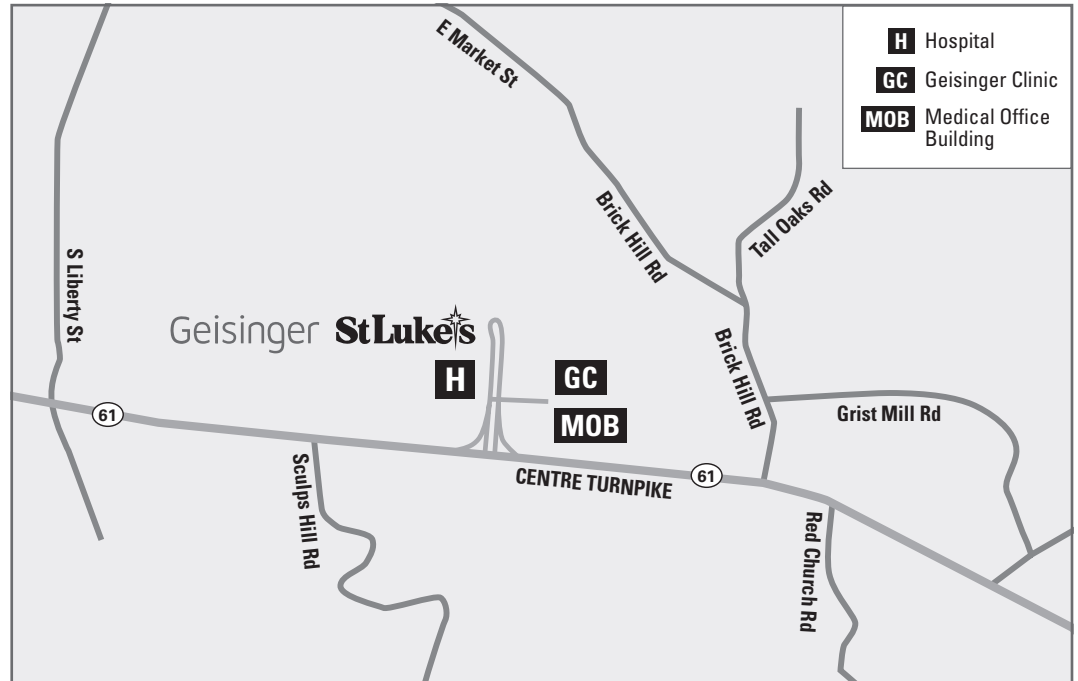 E Market St
H Hospital
GC Geisinger Clinic
MOB Medical Office
Building
Brick Hill Rd
Tall Oaks Rd
S Liberty St
Geisinger StLuke's
H
GC
MOB
Brick Hill Rd
Grist Mill Rd
61
Sculps Hill Rd
CENTRE TURNPIKE
61
Red Church Rd